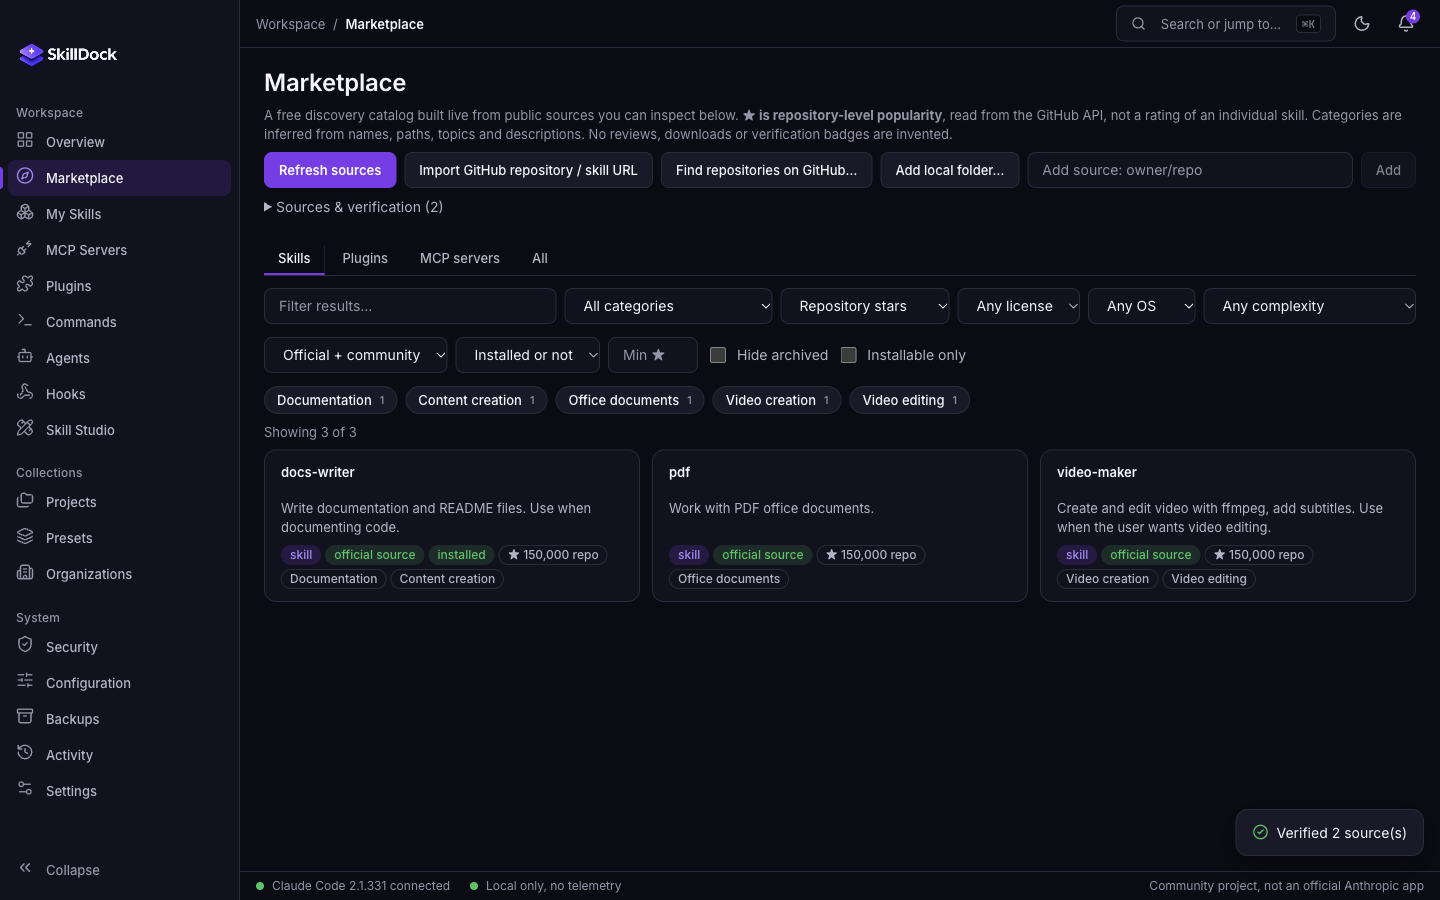 SkillDock
Workspace
Overview
Marketplace
My Skills
MCP Servers
Plugins
Commands
Agents
Hooks
Skill Studio
Collections
Projects
Presets
Organizations
System
Security
Configuration
Backups
Activity
Settings
Collapse
Workspace / Marketplace
Search or jump to... ⌘K
4
Marketplace
A free discovery catalog built live from public sources you can inspect below. ★ is repository-level popularity, read from the GitHub API, not a rating of an individual skill. Categories are
inferred from names, paths, topics and descriptions. No reviews, downloads or verification badges are invented.
Refresh sources Import GitHub repository / skill URL Find repositories on GitHub... Add local folder... Add source: owner/repo Add
▶ Sources & verification (2)
Skills Plugins MCP servers All
Filter results... All categories Repository stars Any license Any OS Any complexity
Official + community Installed or not Min ★ Hide archived Installable only
Documentation 1 Content creation 1 Office documents 1 Video creation 1 Video editing 1
Showing 3 of 3
docs-writer
Write documentation and README files. Use when
documenting code.
skill official source installed ★ 150,000 repo
Documentation Content creation
pdf
Work with PDF office documents.
skill official source ★ 150,000 repo
Office documents
video-maker
Create and edit video with ffmpeg, add subtitles. Use
when the user wants video editing.
skill official source ★ 150,000 repo
Video creation Video editing
Verified 2 source(s)
Claude Code 2.1.331 connected Local only, no telemetry Community project, not an official Anthropic app